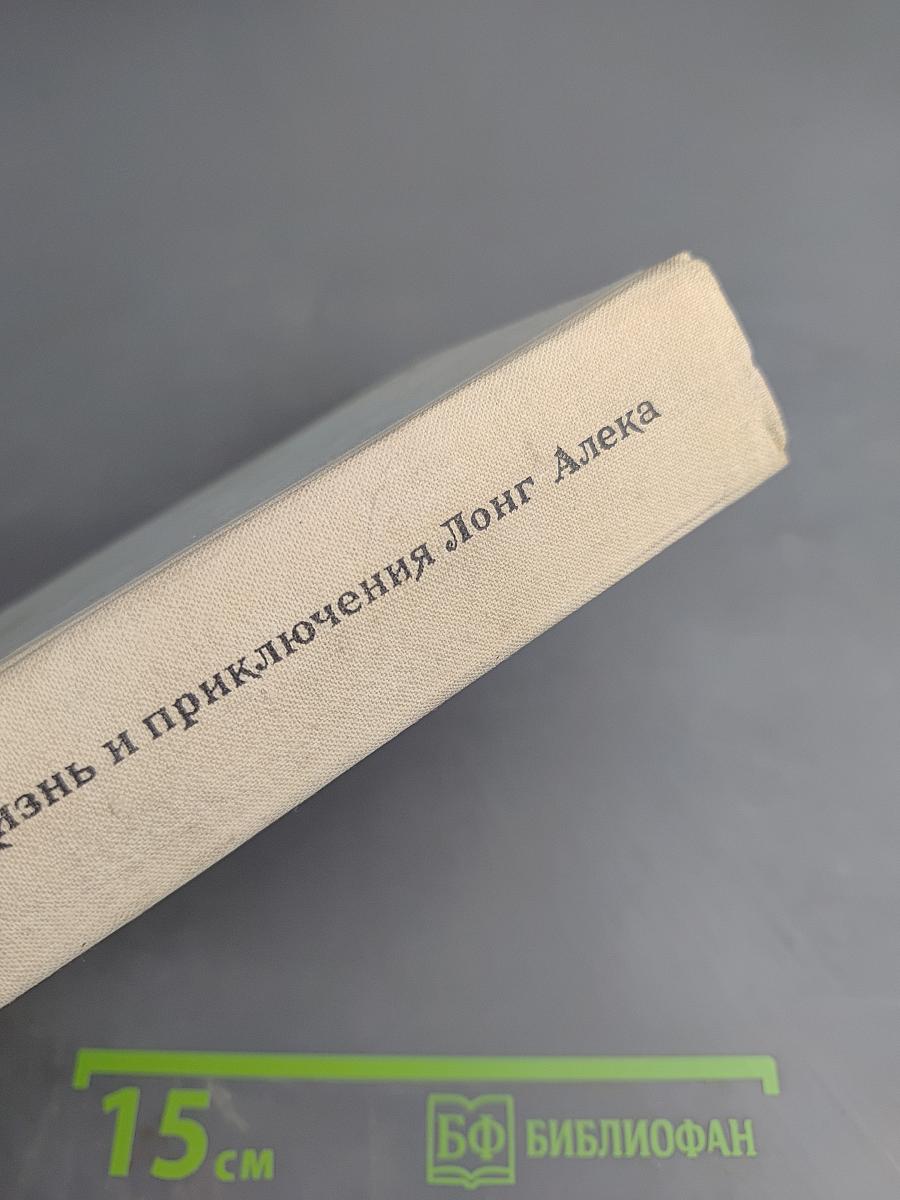 изнь и приключения Лонг Алека
15 см
БФ БИБЛИОФАН